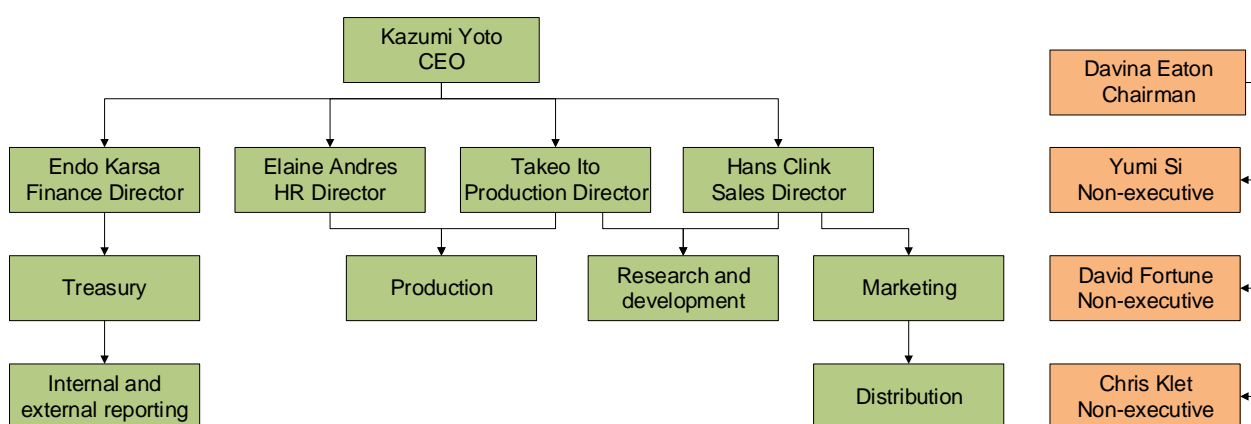 Kazumi Yoto
CEO
Davina Eaton
Chairman
Endo Karsa
Finance Director
Elaine Andres
HR Director
Takeo Ito
Production Director
Hans Clink
Sales Director
Yumi Si
Non-executive
Treasury
Production
Research and
development
Marketing
David Fortune
Non-executive
Internal and
external reporting
Distribution
Chris Klet
Non-executive